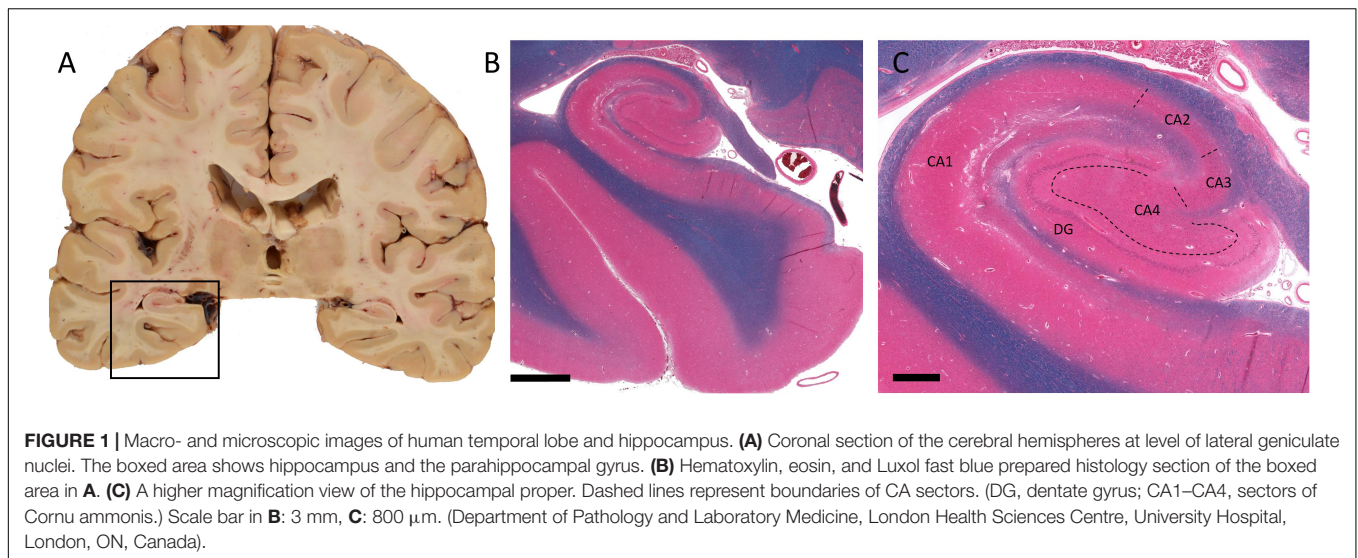 A
B
C
CA2
CA1
CA3
CA4
DG
FIGURE 1 | Macro- and microscopic images of human temporal lobe and hippocampus. (A) Coronal section of the cerebral hemispheres at level of lateral geniculate
nuclei. The boxed area shows hippocampus and the parahippocampal gyrus. (B) Hematoxylin, eosin, and Luxol fast blue prepared histology section of the boxed
area in A. (C) A higher magnification view of the hippocampal proper. Dashed lines represent boundaries of CA sectors. (DG, dentate gyrus; CA1–CA4, sectors of
Cornu ammonis.) Scale bar in B: 3 mm, C: 800 μm. (Department of Pathology and Laboratory Medicine, London Health Sciences Centre, University Hospital,
London, ON, Canada).